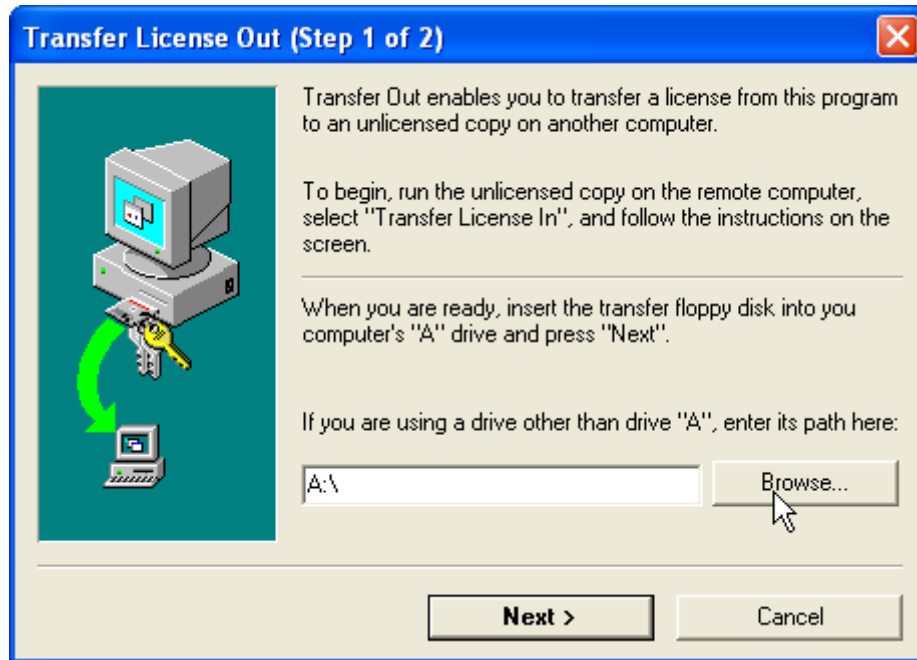 Transfer License Out (Step 1 of 2)
Transfer Out enables you to transfer a license from this program
to an unlicensed copy on another computer.
To begin, run the unlicensed copy on the remote computer,
select "Transfer License In", and follow the instructions on the
screen.
When you are ready, insert the transfer floppy disk into you
computer's "A" drive and press "Next".
If you are using a drive other than drive "A", enter its path here:
A:\
Browse...
Next >
Cancel